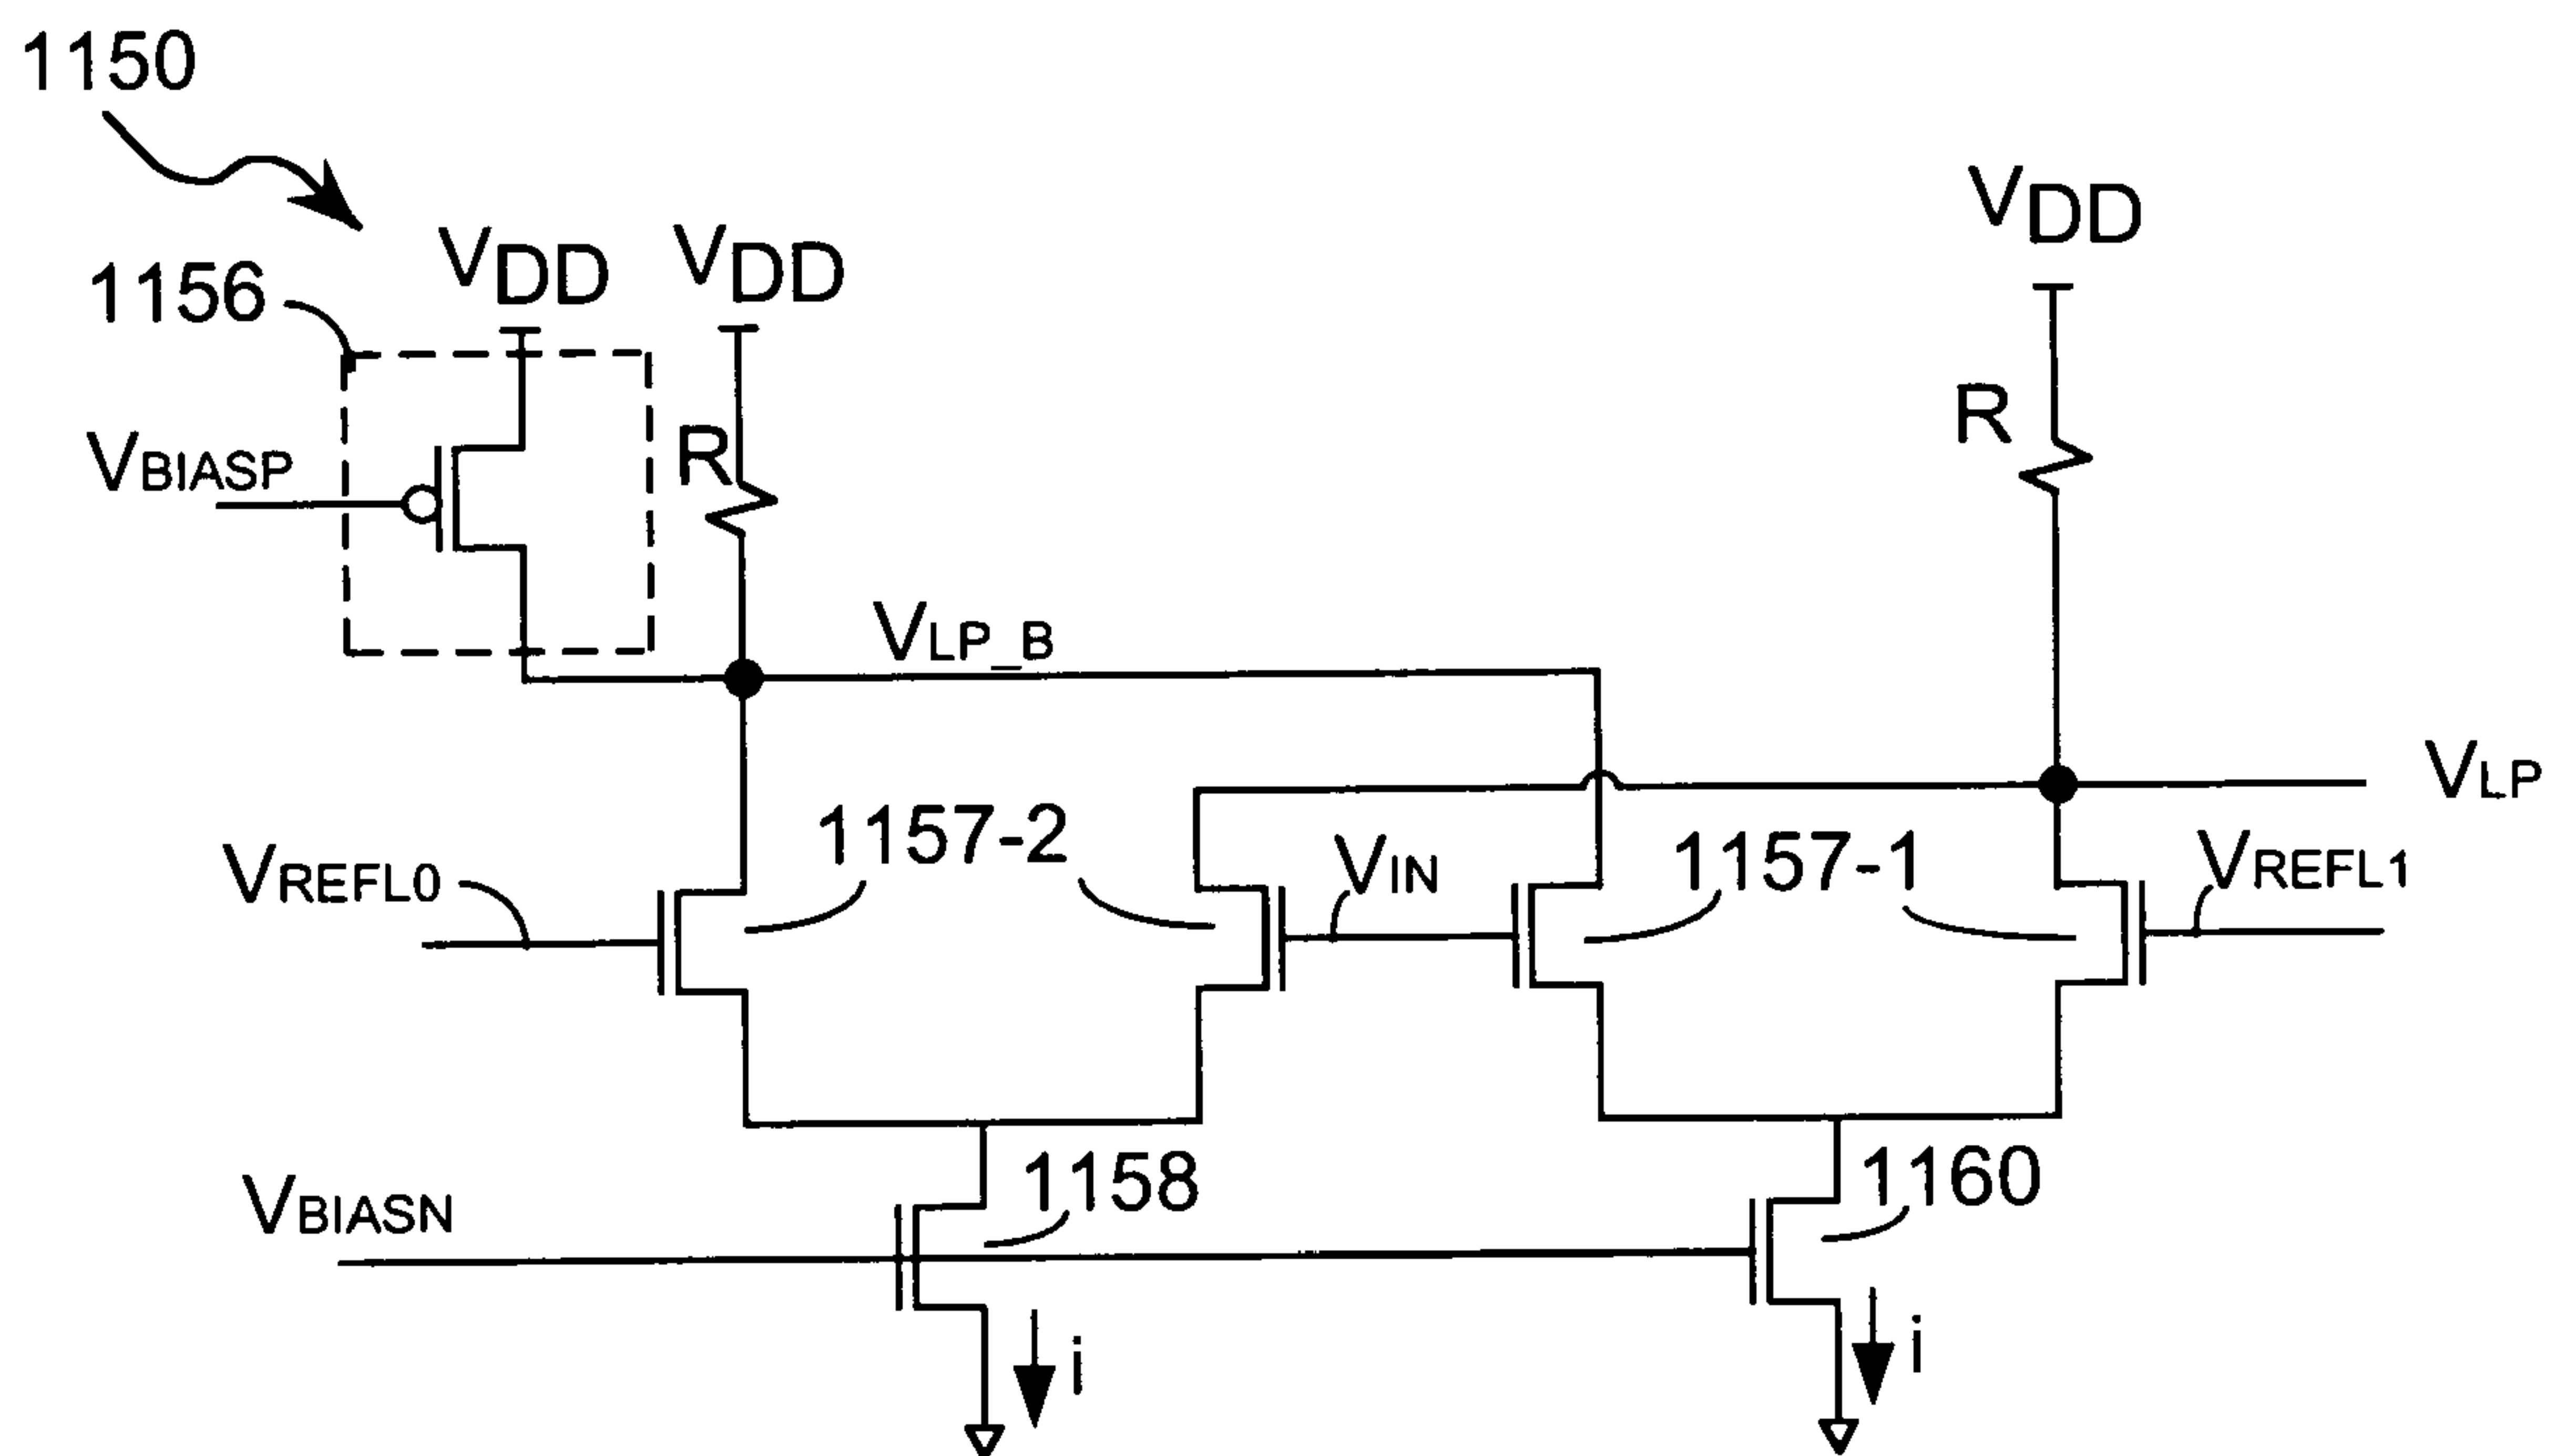 1150
VDD
VDD
VDD
1156
R
R
VBIASP
VLP_B
VLP
1157-2
VIN
1157-1
VREFL1
VREFL0
1158
1160
VBIASN
i
i